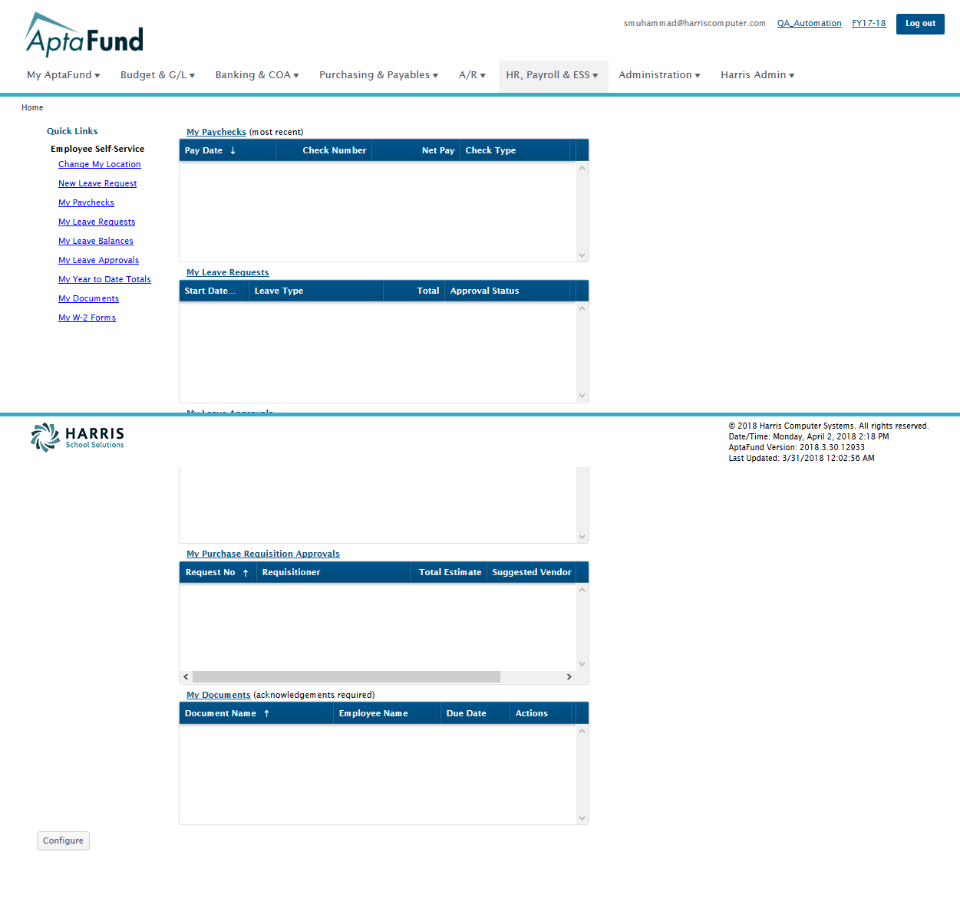 AptaFund
smuhammad@harriscomputer.com QA_Automation FY17-18 Log out
My AptaFund Budget & G/L Banking & COA Purchasing & Payables A/R HR, Payroll & ESS Administration Harris Admin
Home
Quick Links
Employee Self-Service
Change My Location
New Leave Request
My Paychecks
My Leave Requests
My Leave Balances
My Leave Approvals
My Year to Date Totals
My Documents
My W-2 Forms
My Paychecks (most recent)
Pay Date ↓ Check Number Net Pay Check Type
My Leave Requests
Start Date... Leave Type Total Approval Status
My Leave Approvals
HARRIS
School Solutions
© 2018 Harris Computer Systems. All rights reserved.
Date/Time: Monday, April 2, 2018 2:18 PM
AptaFund Version: 2018.3.30.12933
Last Updated: 3/31/2018 12:02:56 AM
My Purchase Requisition Approvals
Request No ↑ Requisitioner Total Estimate Suggested Vendor
My Documents (acknowledgements required)
Document Name ↑ Employee Name Due Date Actions
Configure